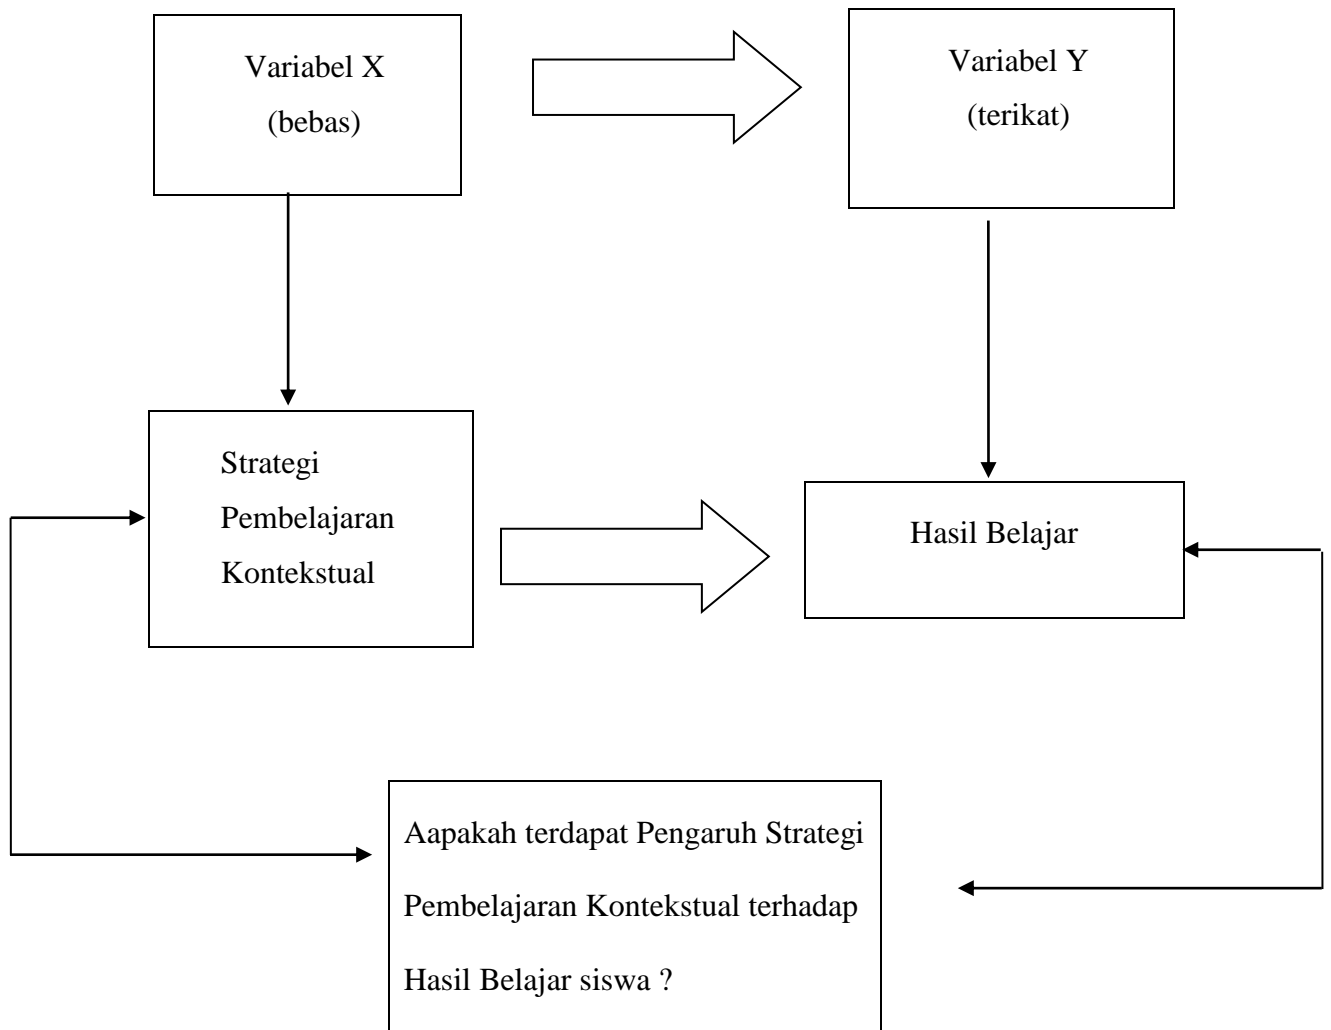 Variabel X
(bebas)
Variabel Y
(terikat)
Strategi
Pembelajaran
Kontekstual
Hasil Belajar
Aapakah terdapat Pengaruh Strategi
Pembelajaran Kontekstual terhadap
Hasil Belajar siswa ?